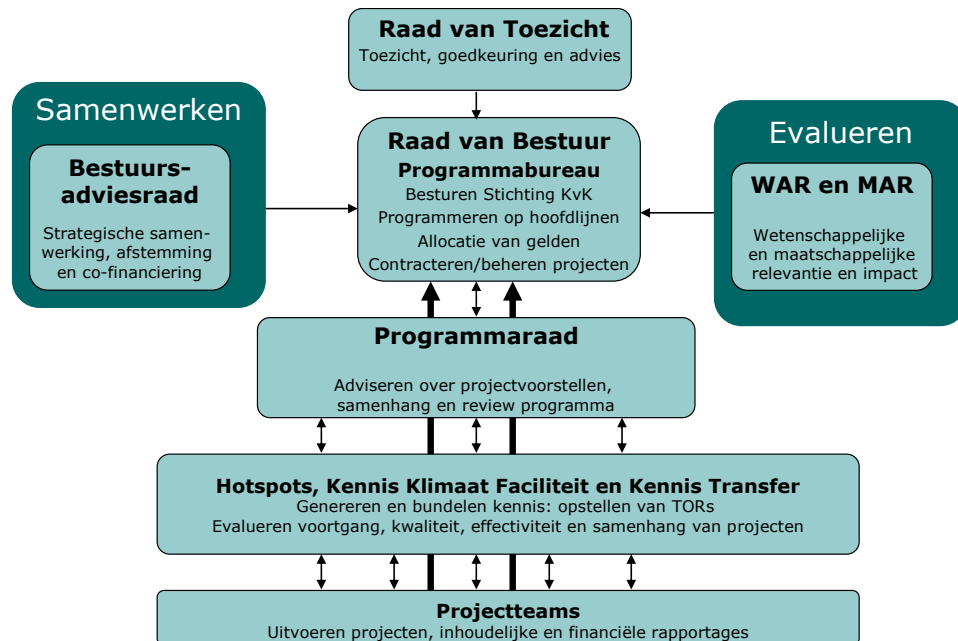 Raad van Toezicht
Toezicht, goedkeuring en advies
Samenwerken
Bestuurs-
adviesraad
Strategische samen-
werking, afstemming
en co-financiering
Raad van Bestuur
Programmabureau
Besturen Stichting KvK
Programmeren op hoofdlijnen
Allocatie van gelden
Contracteren/beheren projecten
Evalueren
WAR en MAR
Wetenschappelijke
en maatschappelijke
relevantie en impact
Programmaraad
Adviseren over projectvoorstellen,
samenhang en review programma
Hotspots, Kennis Klimaat Faciliteit en Kennis Transfer
Genereren en bundelen kennis: opstellen van TORs
Evalueren voortgang, kwaliteit, effectiviteit en samenhang van projecten
Projectteams
Uitvoeren projecten, inhoudelijke en financiële rapportages